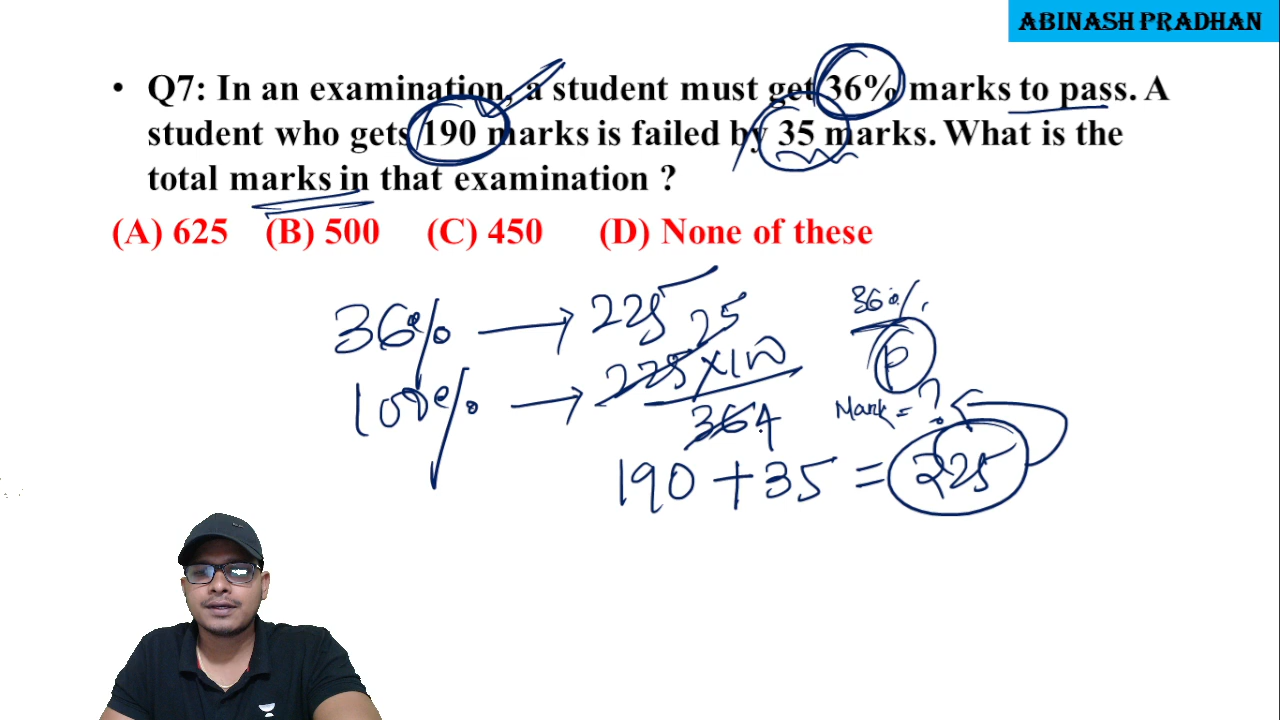 ABINASH PRADHAN
• Q7: In an examination, a student must get 36% marks to pass. A
student who gets 190 marks is failed by 35 marks. What is the
total marks in that examination ?
(A) 625 (B) 500 (C) 450 (D) None of these
36% → 225
25
100% → 225 × 100
36 4
36%
P
Mark = ?
190 + 35 = 225